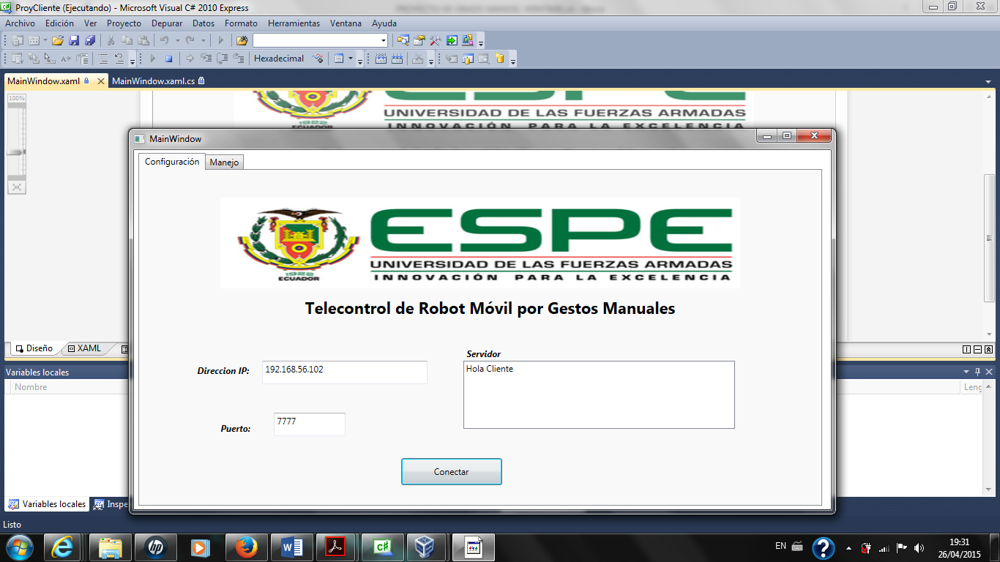 ProyCliente (Ejecutando) - Microsoft Visual C# 2010 Express
Archivo Edición Ver Proyecto Depurar Datos Formato Herramientas Ventana Ayuda
Hexadecimal
MainWindow.xaml MainWindow.xaml.cs
100%
ESPE
UNIVERSIDAD DE LAS FUERZAS ARMADAS
1922
ECUADOR
INNOVACIÓN PARA LA EXCELENCIA
MainWindow
Configuración Manejo
ESPE
UNIVERSIDAD DE LAS FUERZAS ARMADAS
1922
ECUADOR
INNOVACIÓN PARA LA EXCELENCIA
Telecontrol de Robot Móvil por Gestos Manuales
Servidor
Direccion IP: 192.168.56.102
Hola Cliente
Puerto: 7777
Conectar
Diseño XAML
Variables locales
Nombre
Leng
Variables locales Inspe
Listo
EN
19:31
26/04/2015